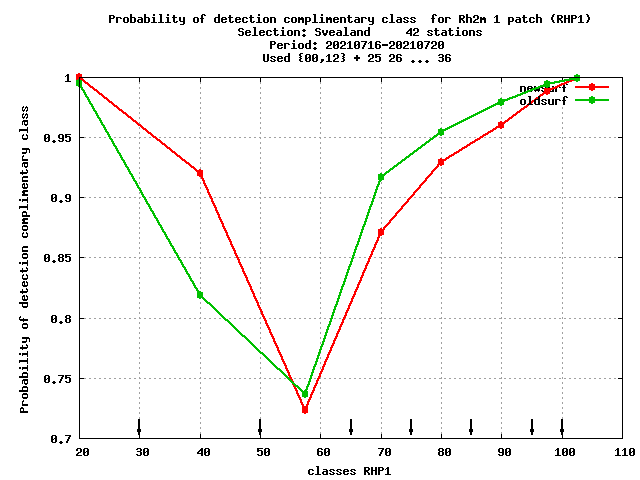 Probability of detection complimentary class  for Rh2m 1 patch (RHP1)
Selection: Svealand     42 stations
Period: 20210716-20210720
Used {00,12} + 25 26 ... 36
newsurf
oldsurf
1
0.95
0.9
0.85
0.8
0.75
0.7
Probability of detection complimentary class
20 30 40 50 60 70 80 90 100 110
classes RHP1